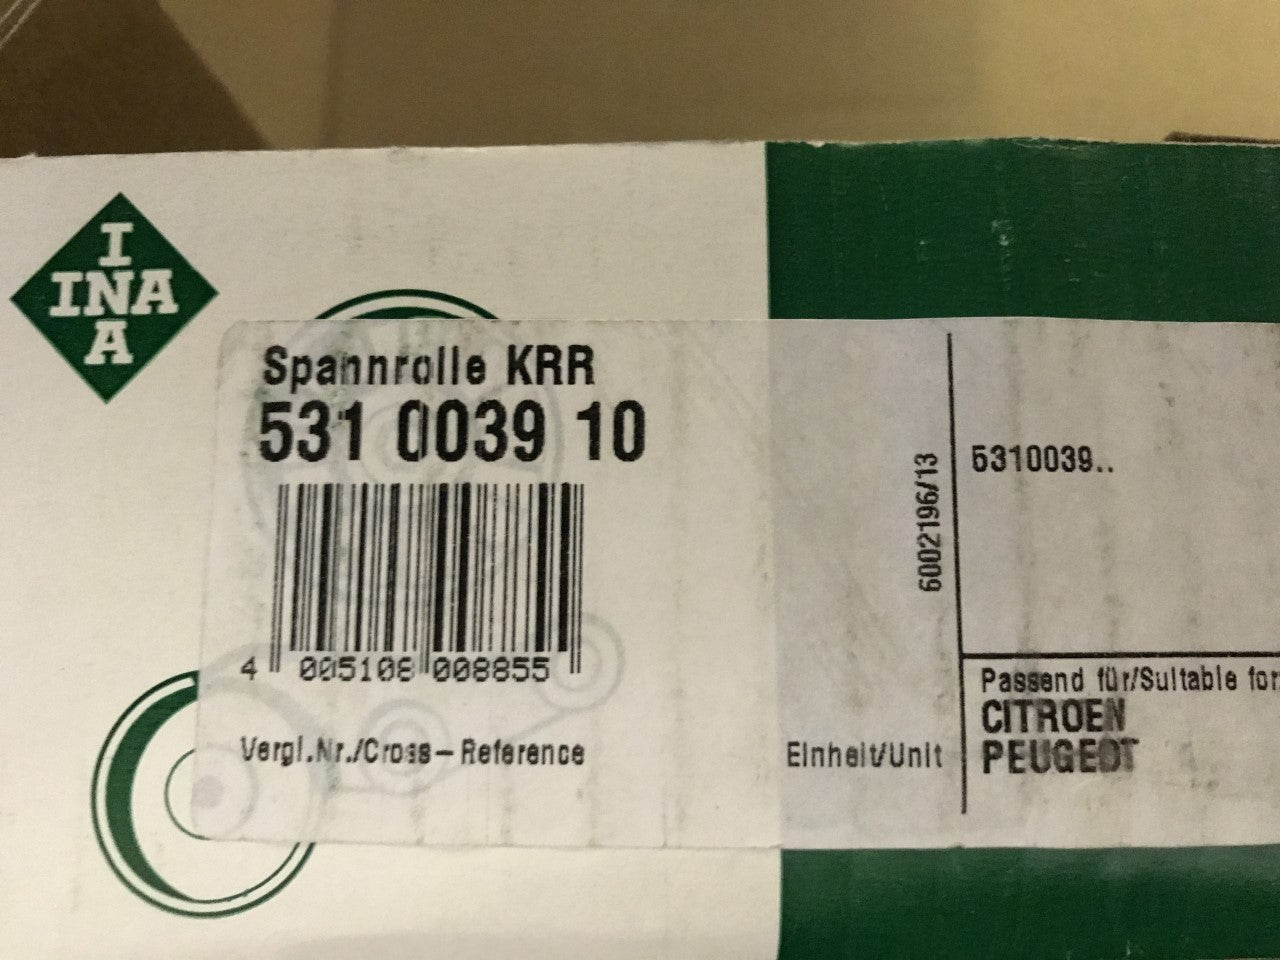 I
INA
A
Spannrolle KRR
531 0039 10
4 005108 008855
Vergl.Nr./Cross-Reference
Einheit/Unit
6002196/13
5310039..
Passend für/Suitable for
CITROEN
PEUGEOT